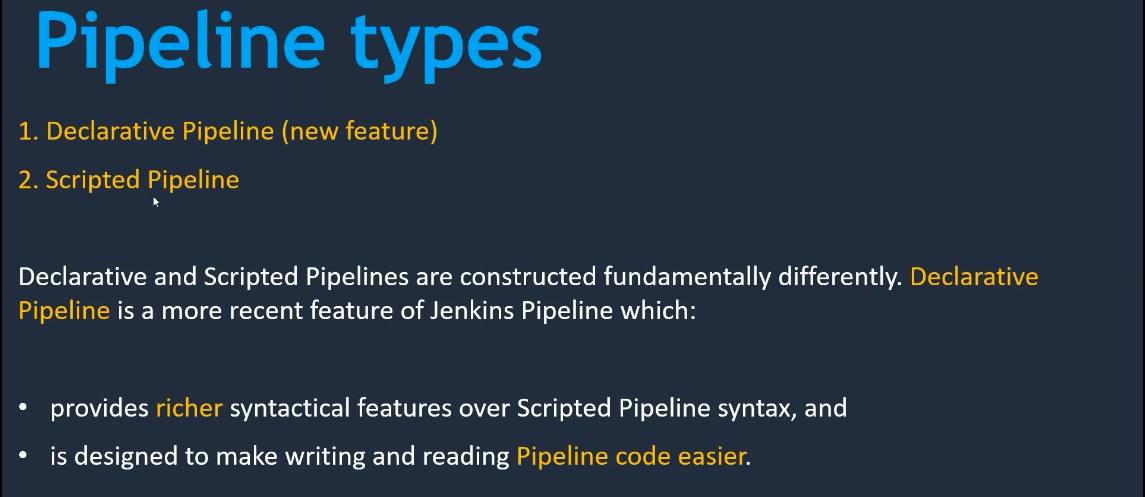 Pipeline types
1. Declarative Pipeline (new feature)
2. Scripted Pipeline
Declarative and Scripted Pipelines are constructed fundamentally differently. Declarative
Pipeline is a more recent feature of Jenkins Pipeline which:
• provides richer syntactical features over Scripted Pipeline syntax, and
• is designed to make writing and reading Pipeline code easier.